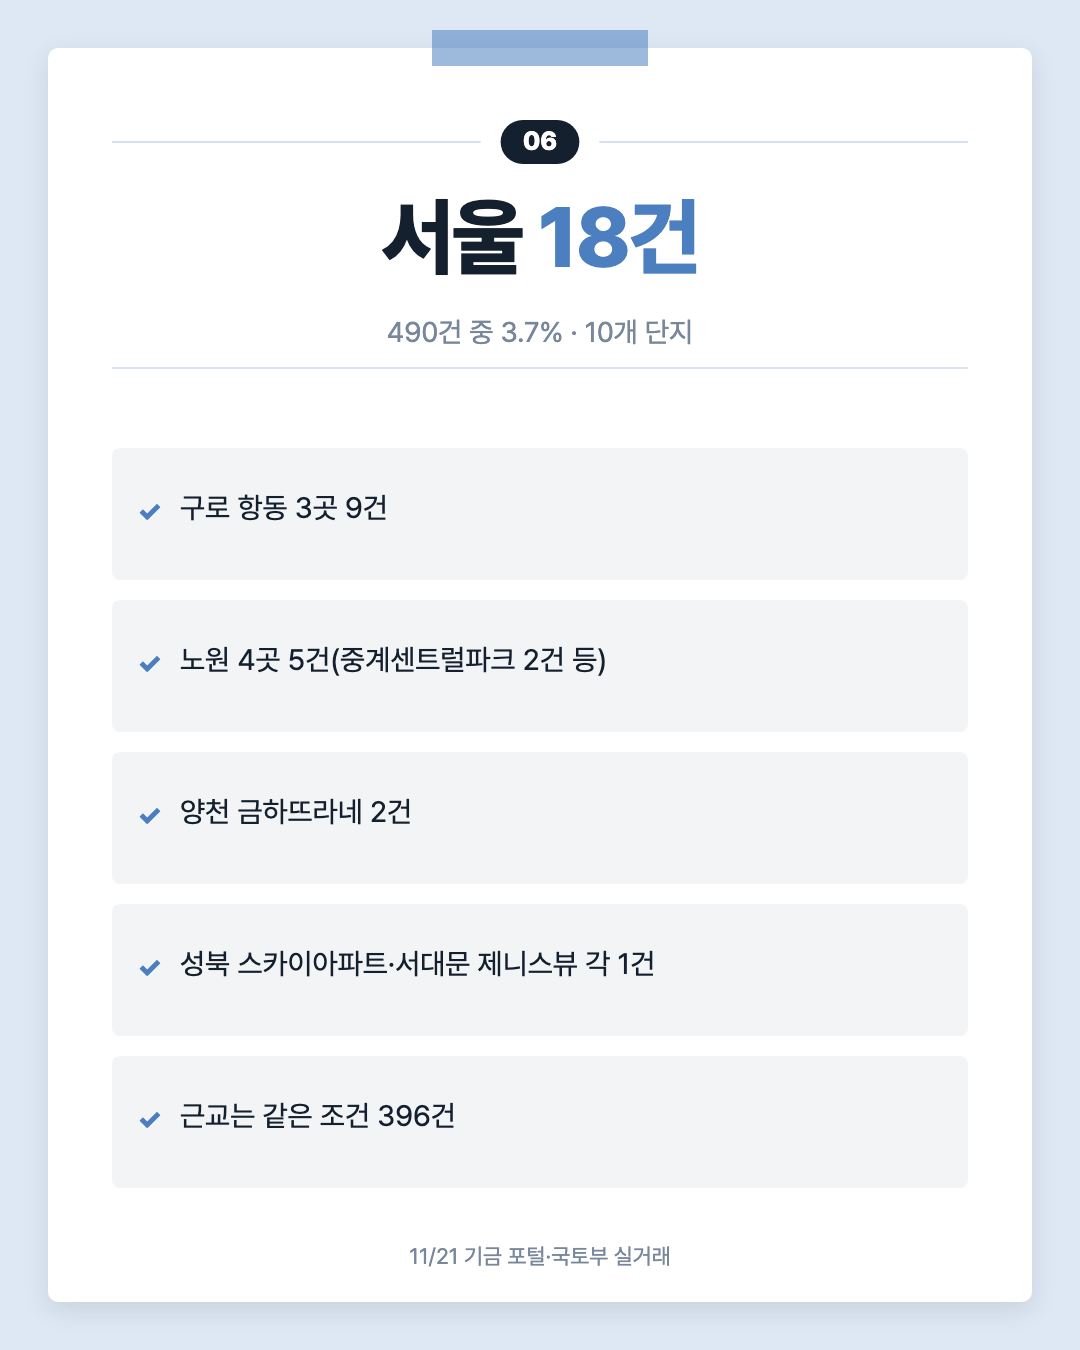 06
서울 18건
490건 중 3.7% · 10개 단지
구로 항동 3곳 9건
노원 4곳 5건(중계센트럴파크 2건 등)
양천 금하뜨라네 2건
성북 스카이아파트·서대문 제니스뷰 각 1건
근교는 같은 조건 396건
11/21 기금 포털·국토부 실거래